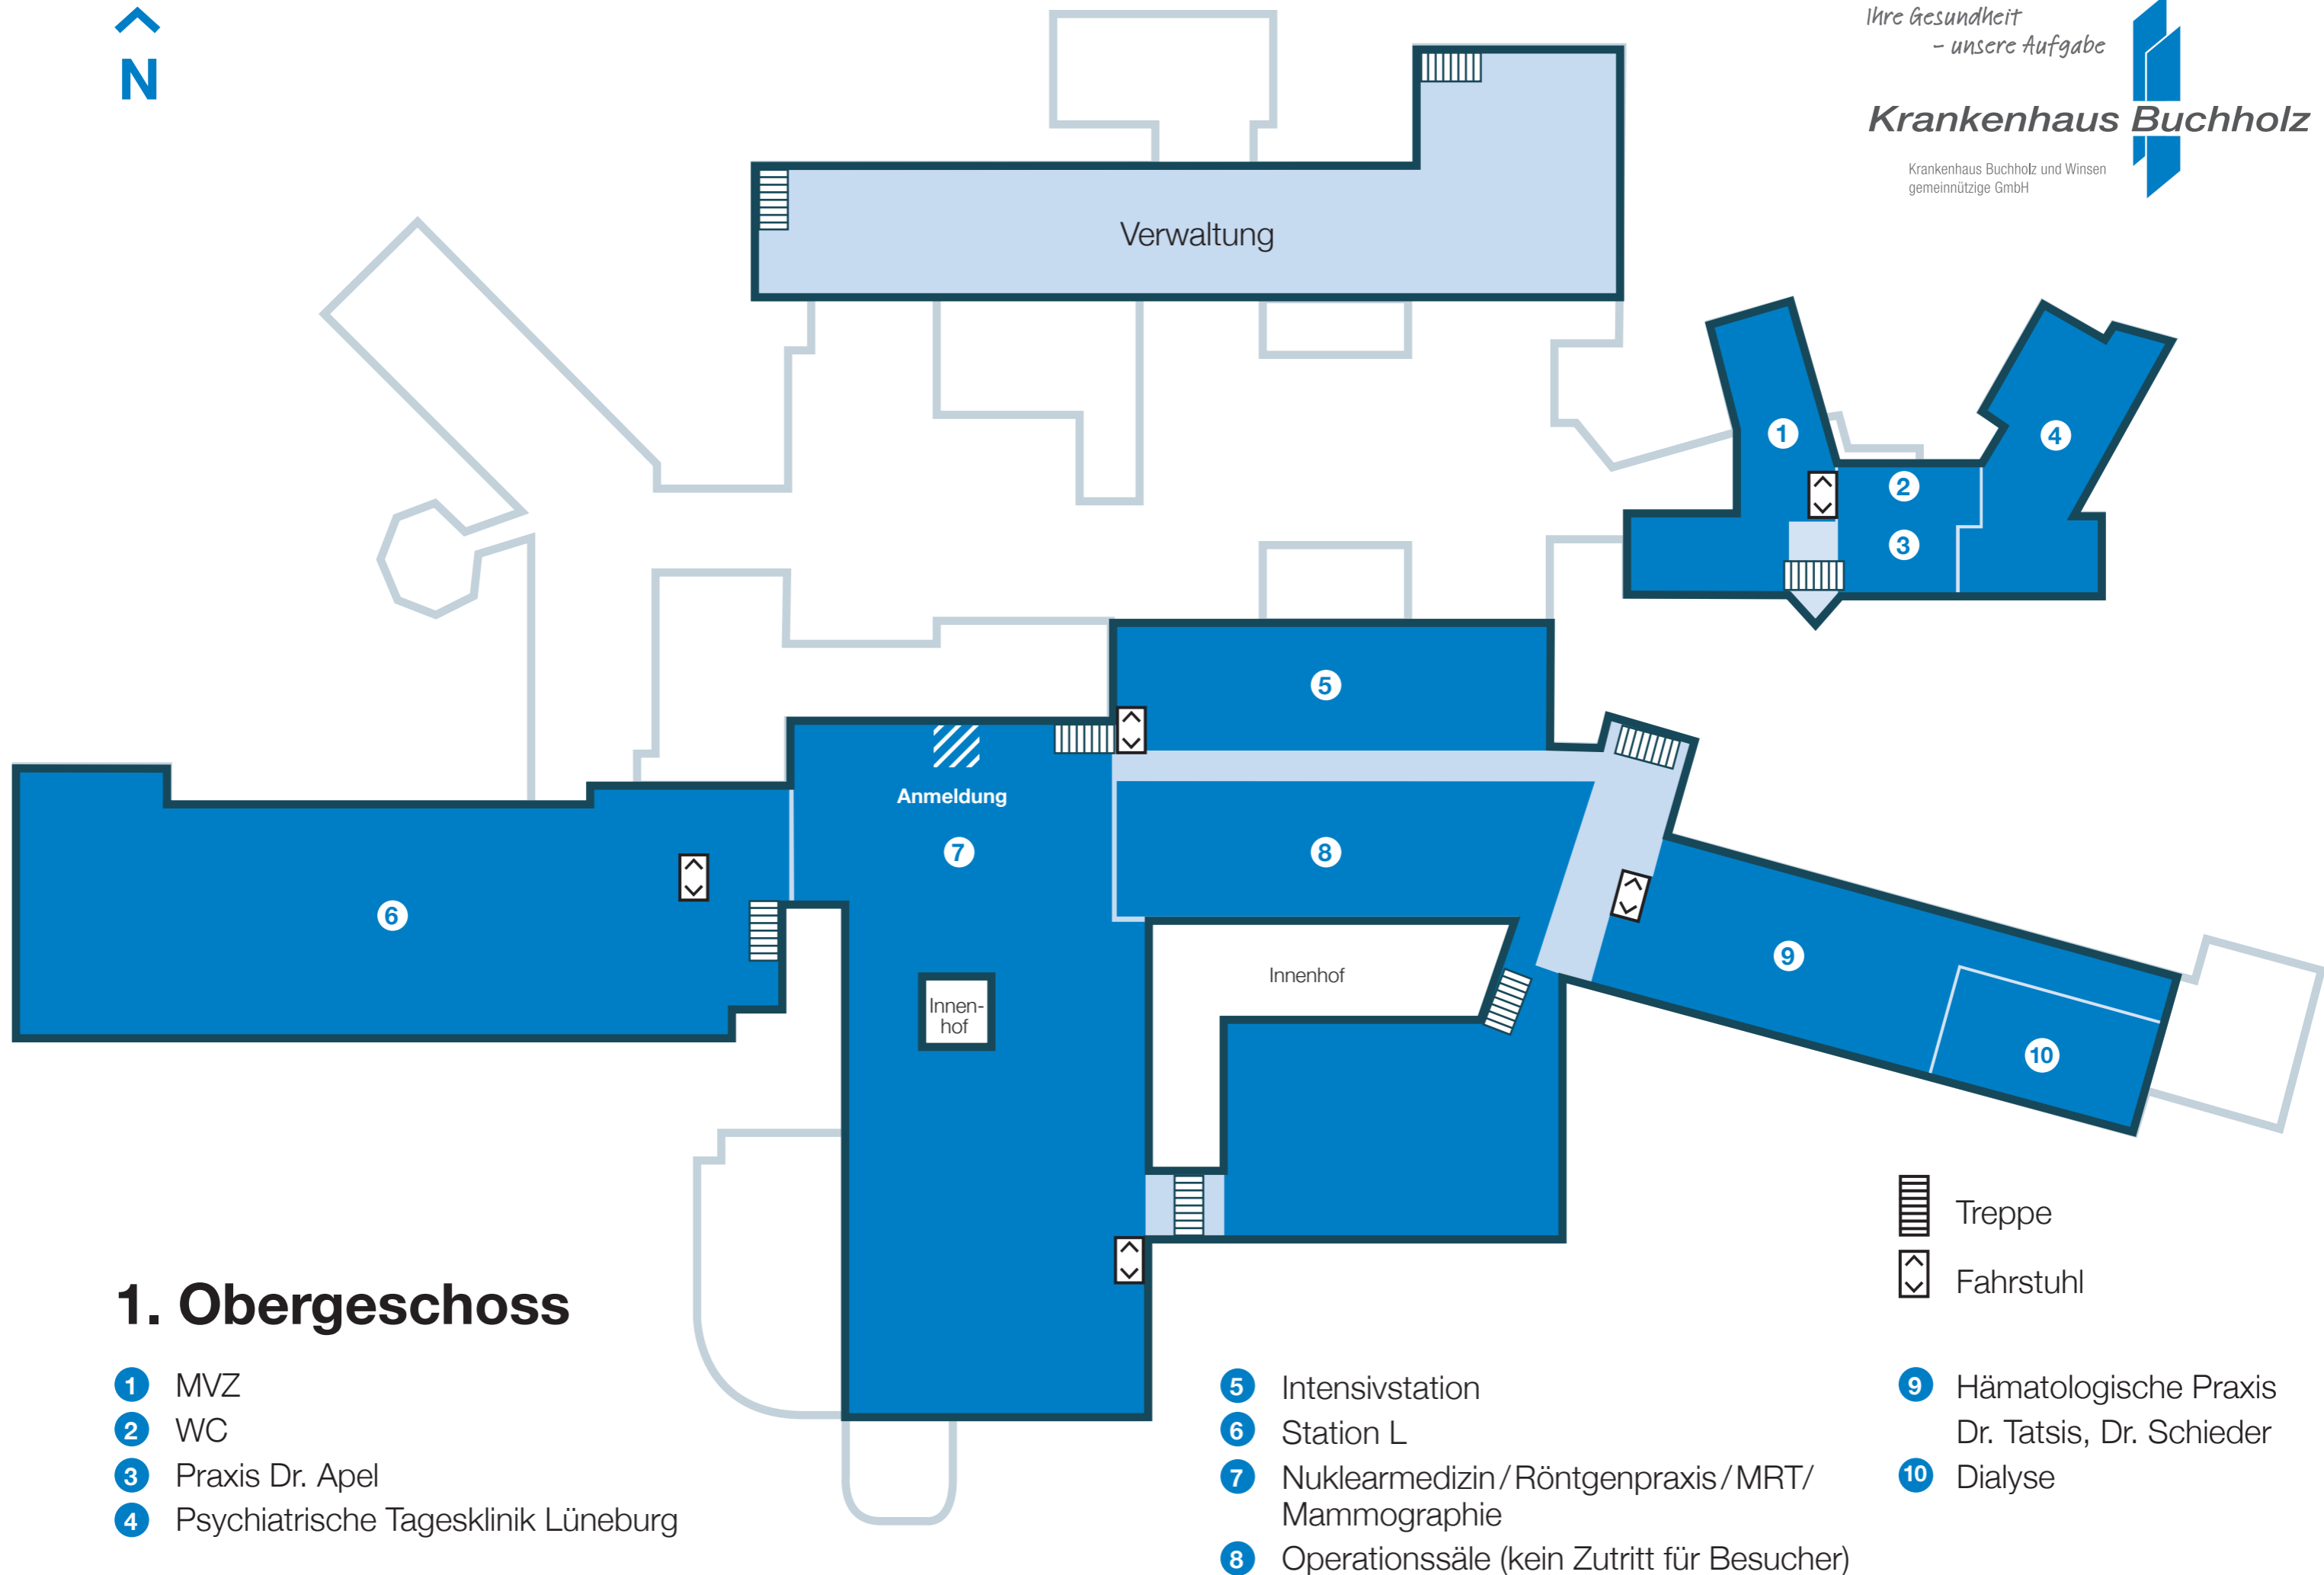 N
Ihre Gesundheit
– unsere Aufgabe
Krankenhaus Buchholz
Krankenhaus Buchholz und Winsen
gemeinnützige GmbH
Verwaltung
1
2
3
4
5
Anmeldung
6
7
8
9
10
Innenhof
Innen-
hof
Treppe
Fahrstuhl
1. Obergeschoss
1 MVZ
2 WC
3 Praxis Dr. Apel
4 Psychiatrische Tagesklinik Lüneburg
5 Intensivstation
6 Station L
7 Nuklearmedizin/Röntgenpraxis/MRT/
Mammographie
8 Operationssäle (kein Zutritt für Besucher)
9 Hämatologische Praxis
Dr. Tatsis, Dr. Schieder
10 Dialyse